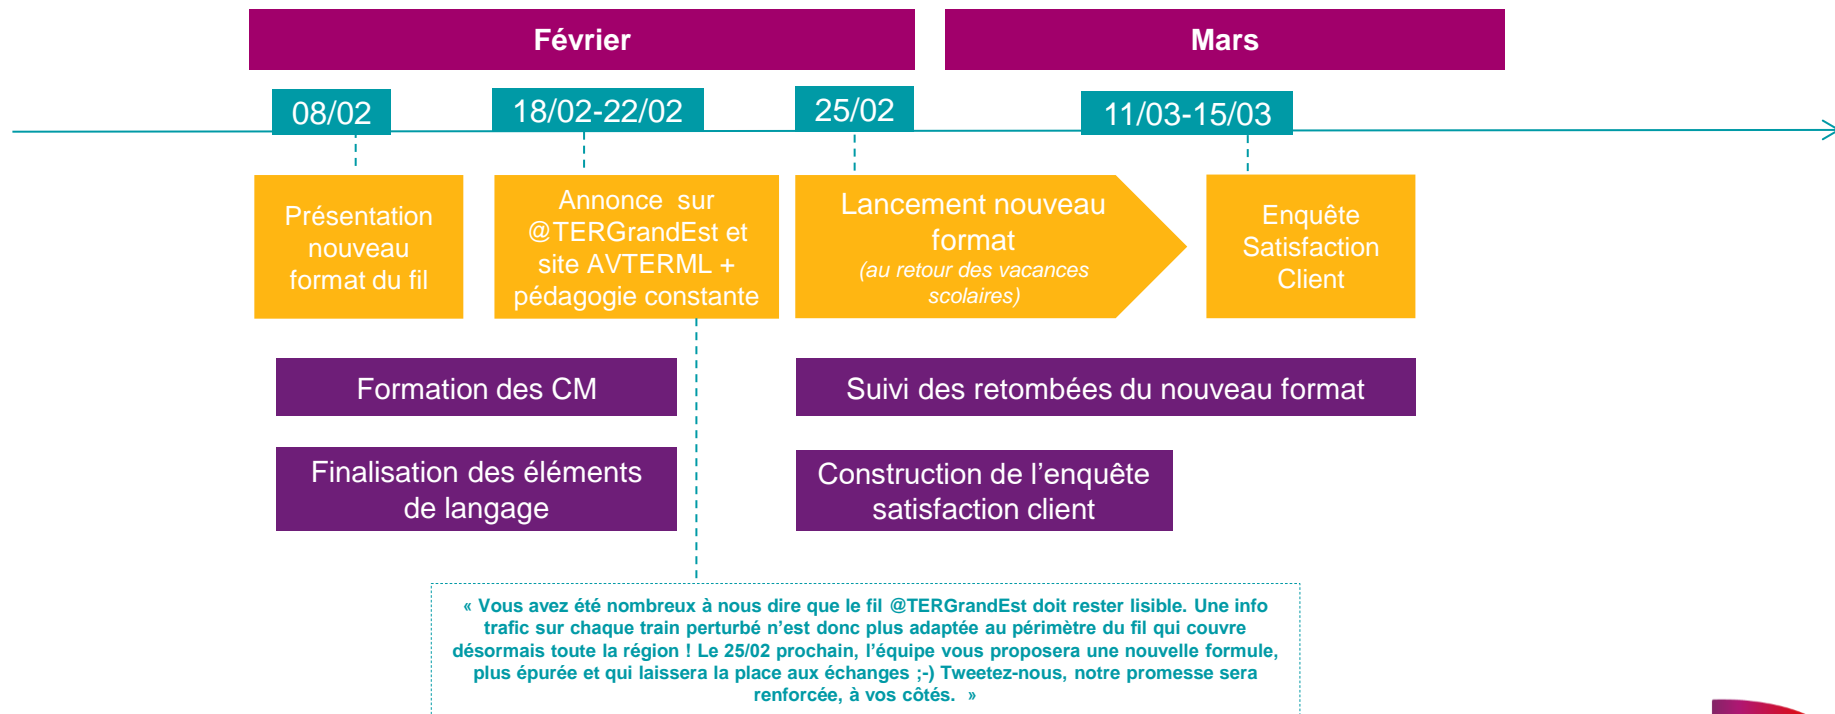 Février
Mars
08/02
18/02-22/02
25/02
11/03-15/03
Présentation
nouveau
format du fil
Annonce sur
@TERGrandEst et
site AVTERML +
pédagogie constante
Lancement nouveau
format
(au retour des vacances
scolaires)
Enquête
Satisfaction
Client
Formation des CM
Suivi des retombées du nouveau format
Finalisation des éléments
de langage
Construction de l’enquête
satisfaction client
« Vous avez été nombreux à nous dire que le fil @TERGrandEst doit rester lisible. Une info
trafic sur chaque train perturbé n’est donc plus adaptée au périmètre du fil qui couvre
désormais toute la région ! Le 25/02 prochain, l’équipe vous proposera une nouvelle formule,
plus épurée et qui laissera la place aux échanges ;-) Tweetez-nous, notre promesse sera
renforcée, à vos côtés. »